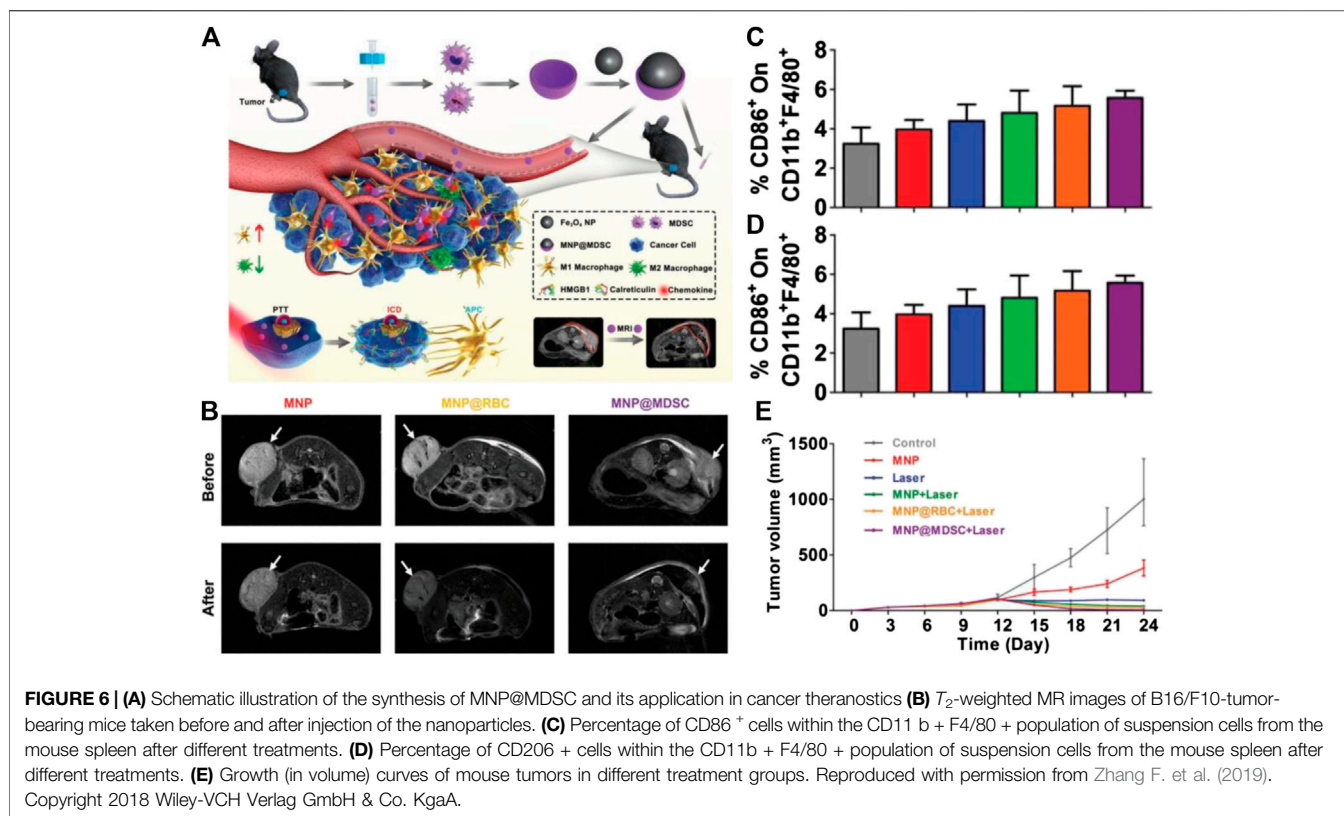 A
Tumor
Fe₃O₄ NP
MDSC
MNP@MDSC
Cancer Cell
M1 Macrophage
M2 Macrophage
HMGB1
Calreticulin
Chemokine
PTT
ICD
'APC'
MRI
B
MNP
MNP@RBC
MNP@MDSC
Before
After
C
% CD86⁺ On
CD11b⁺F4/80⁺
8
6
4
2
0
D
% CD86⁺ On
CD11b⁺F4/80⁺
8
6
4
2
0
E
Tumor volume (mm³)
1500
1000
500
0
Control
MNP
Laser
MNP+Laser
MNP@RBC+Laser
MNP@MDSC+Laser
0 3 6 9 12 15 18 21 24
Time (Day)
FIGURE 6 | (A) Schematic illustration of the synthesis of MNP@MDSC and its application in cancer theranostics (B) T₂-weighted MR images of B16/F10-tumor-
bearing mice taken before and after injection of the nanoparticles. (C) Percentage of CD86 ⁺ cells within the CD11 b + F4/80 + population of suspension cells from the
mouse spleen after different treatments. (D) Percentage of CD206 + cells within the CD11b + F4/80 + population of suspension cells from the mouse spleen after
different treatments. (E) Growth (in volume) curves of mouse tumors in different treatment groups. Reproduced with permission from Zhang F. et al. (2019).
Copyright 2018 Wiley-VCH Verlag GmbH & Co. KgaA.